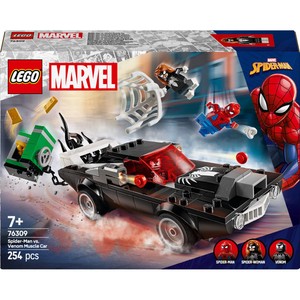 LEGO
MARVEL
MARVEL
SPIDER-MAN
7+
76309
Spider-Man vs.
Venom Muscle Car
254 pcs
SPIDER-MAN
SPIDER-WOMAN
VENOM